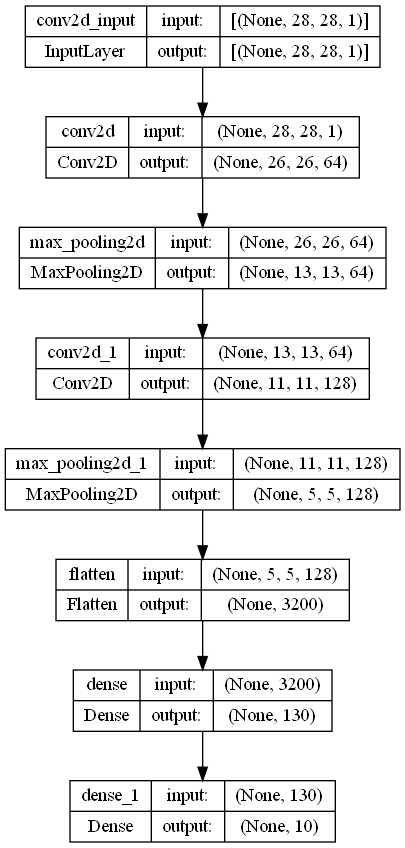 conv2d_input input: [(None, 28, 28, 1)]
InputLayer output: [(None, 28, 28, 1)]
conv2d input: (None, 28, 28, 1)
Conv2D output: (None, 26, 26, 64)
max_pooling2d input: (None, 26, 26, 64)
MaxPooling2D output: (None, 13, 13, 64)
conv2d_1 input: (None, 13, 13, 64)
Conv2D output: (None, 11, 11, 128)
max_pooling2d_1 input: (None, 11, 11, 128)
MaxPooling2D output: (None, 5, 5, 128)
flatten input: (None, 5, 5, 128)
Flatten output: (None, 3200)
dense input: (None, 3200)
Dense output: (None, 130)
dense_1 input: (None, 130)
Dense output: (None, 10)